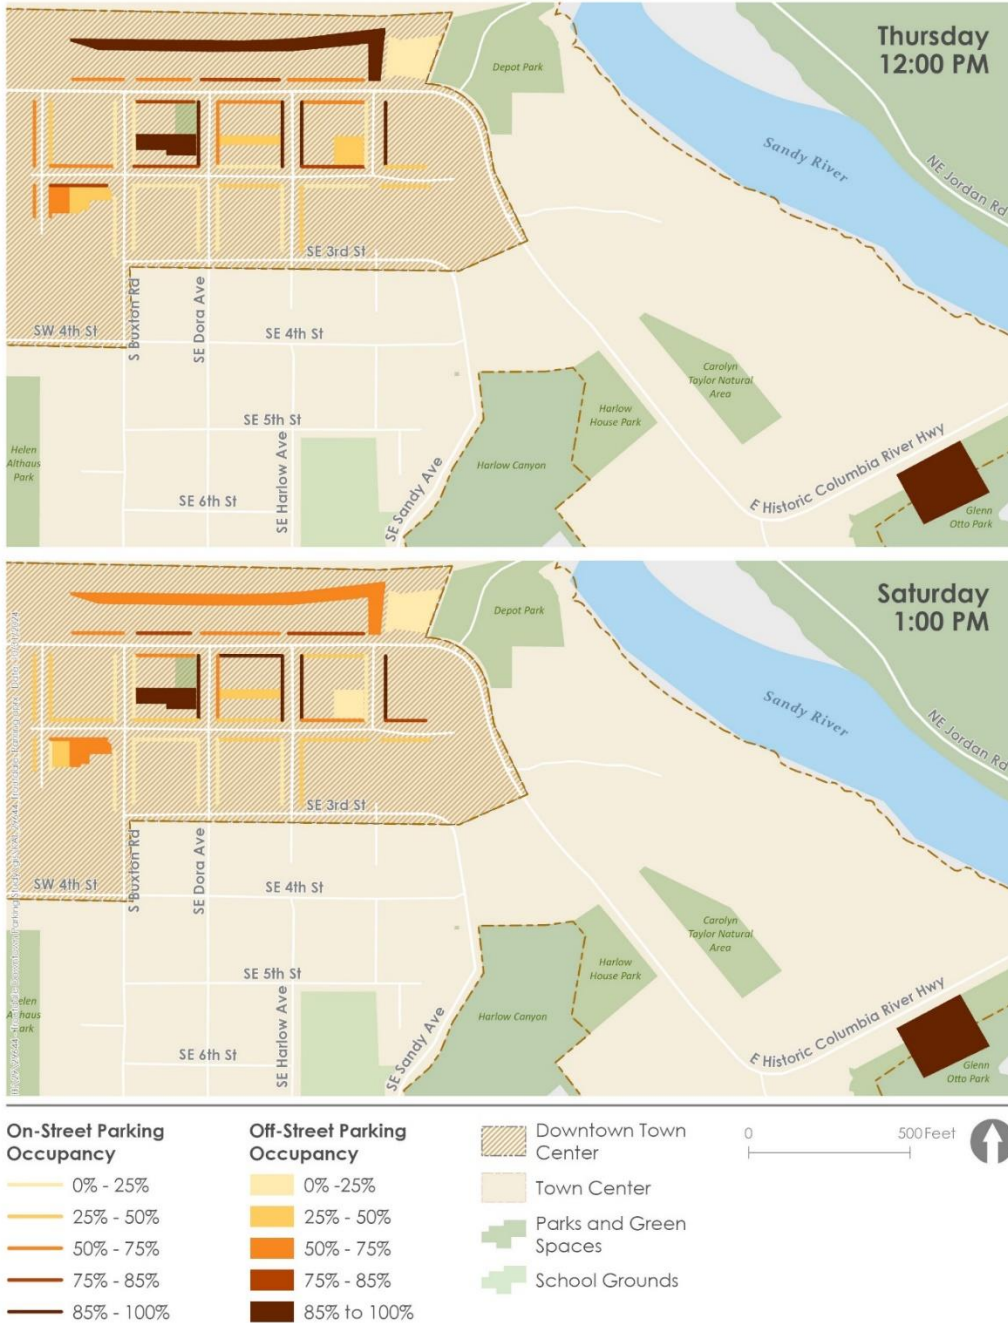 Thursday
12:00 PM
Depot Park
Sandy River
NE Jordan Rd
SE 3rd St
S Buxton Rd
SE Dora Ave
SW 4th St
SE 4th St
Carolyn
Taylor Natural
Area
Harlow
House Park
SE 5th St
SE Harlow Ave
Helen
Althaus
Park
Harlow Canyon
SE Sandy Ave
E Historic Columbia River Hwy
SE 6th St
Glenn
Otto Park
Saturday
1:00 PM
Depot Park
Sandy River
NE Jordan Rd
SE 3rd St
S Buxton Rd
SE Dora Ave
SW 4th St
SE 4th St
Carolyn
Taylor Natural
Area
Harlow
House Park
SE 5th St
SE Harlow Ave
Helen
Althaus
Park
Harlow Canyon
SE Sandy Ave
E Historic Columbia River Hwy
SE 6th St
Glenn
Otto Park
On-Street Parking
Occupancy
0% - 25%
25% - 50%
50% - 75%
75% - 85%
85% - 100%
Off-Street Parking
Occupancy
0% -25%
25% - 50%
50% - 75%
75% - 85%
85% to 100%
Downtown Town
Center
Town Center
Parks and Green
Spaces
School Grounds
0 500 Feet